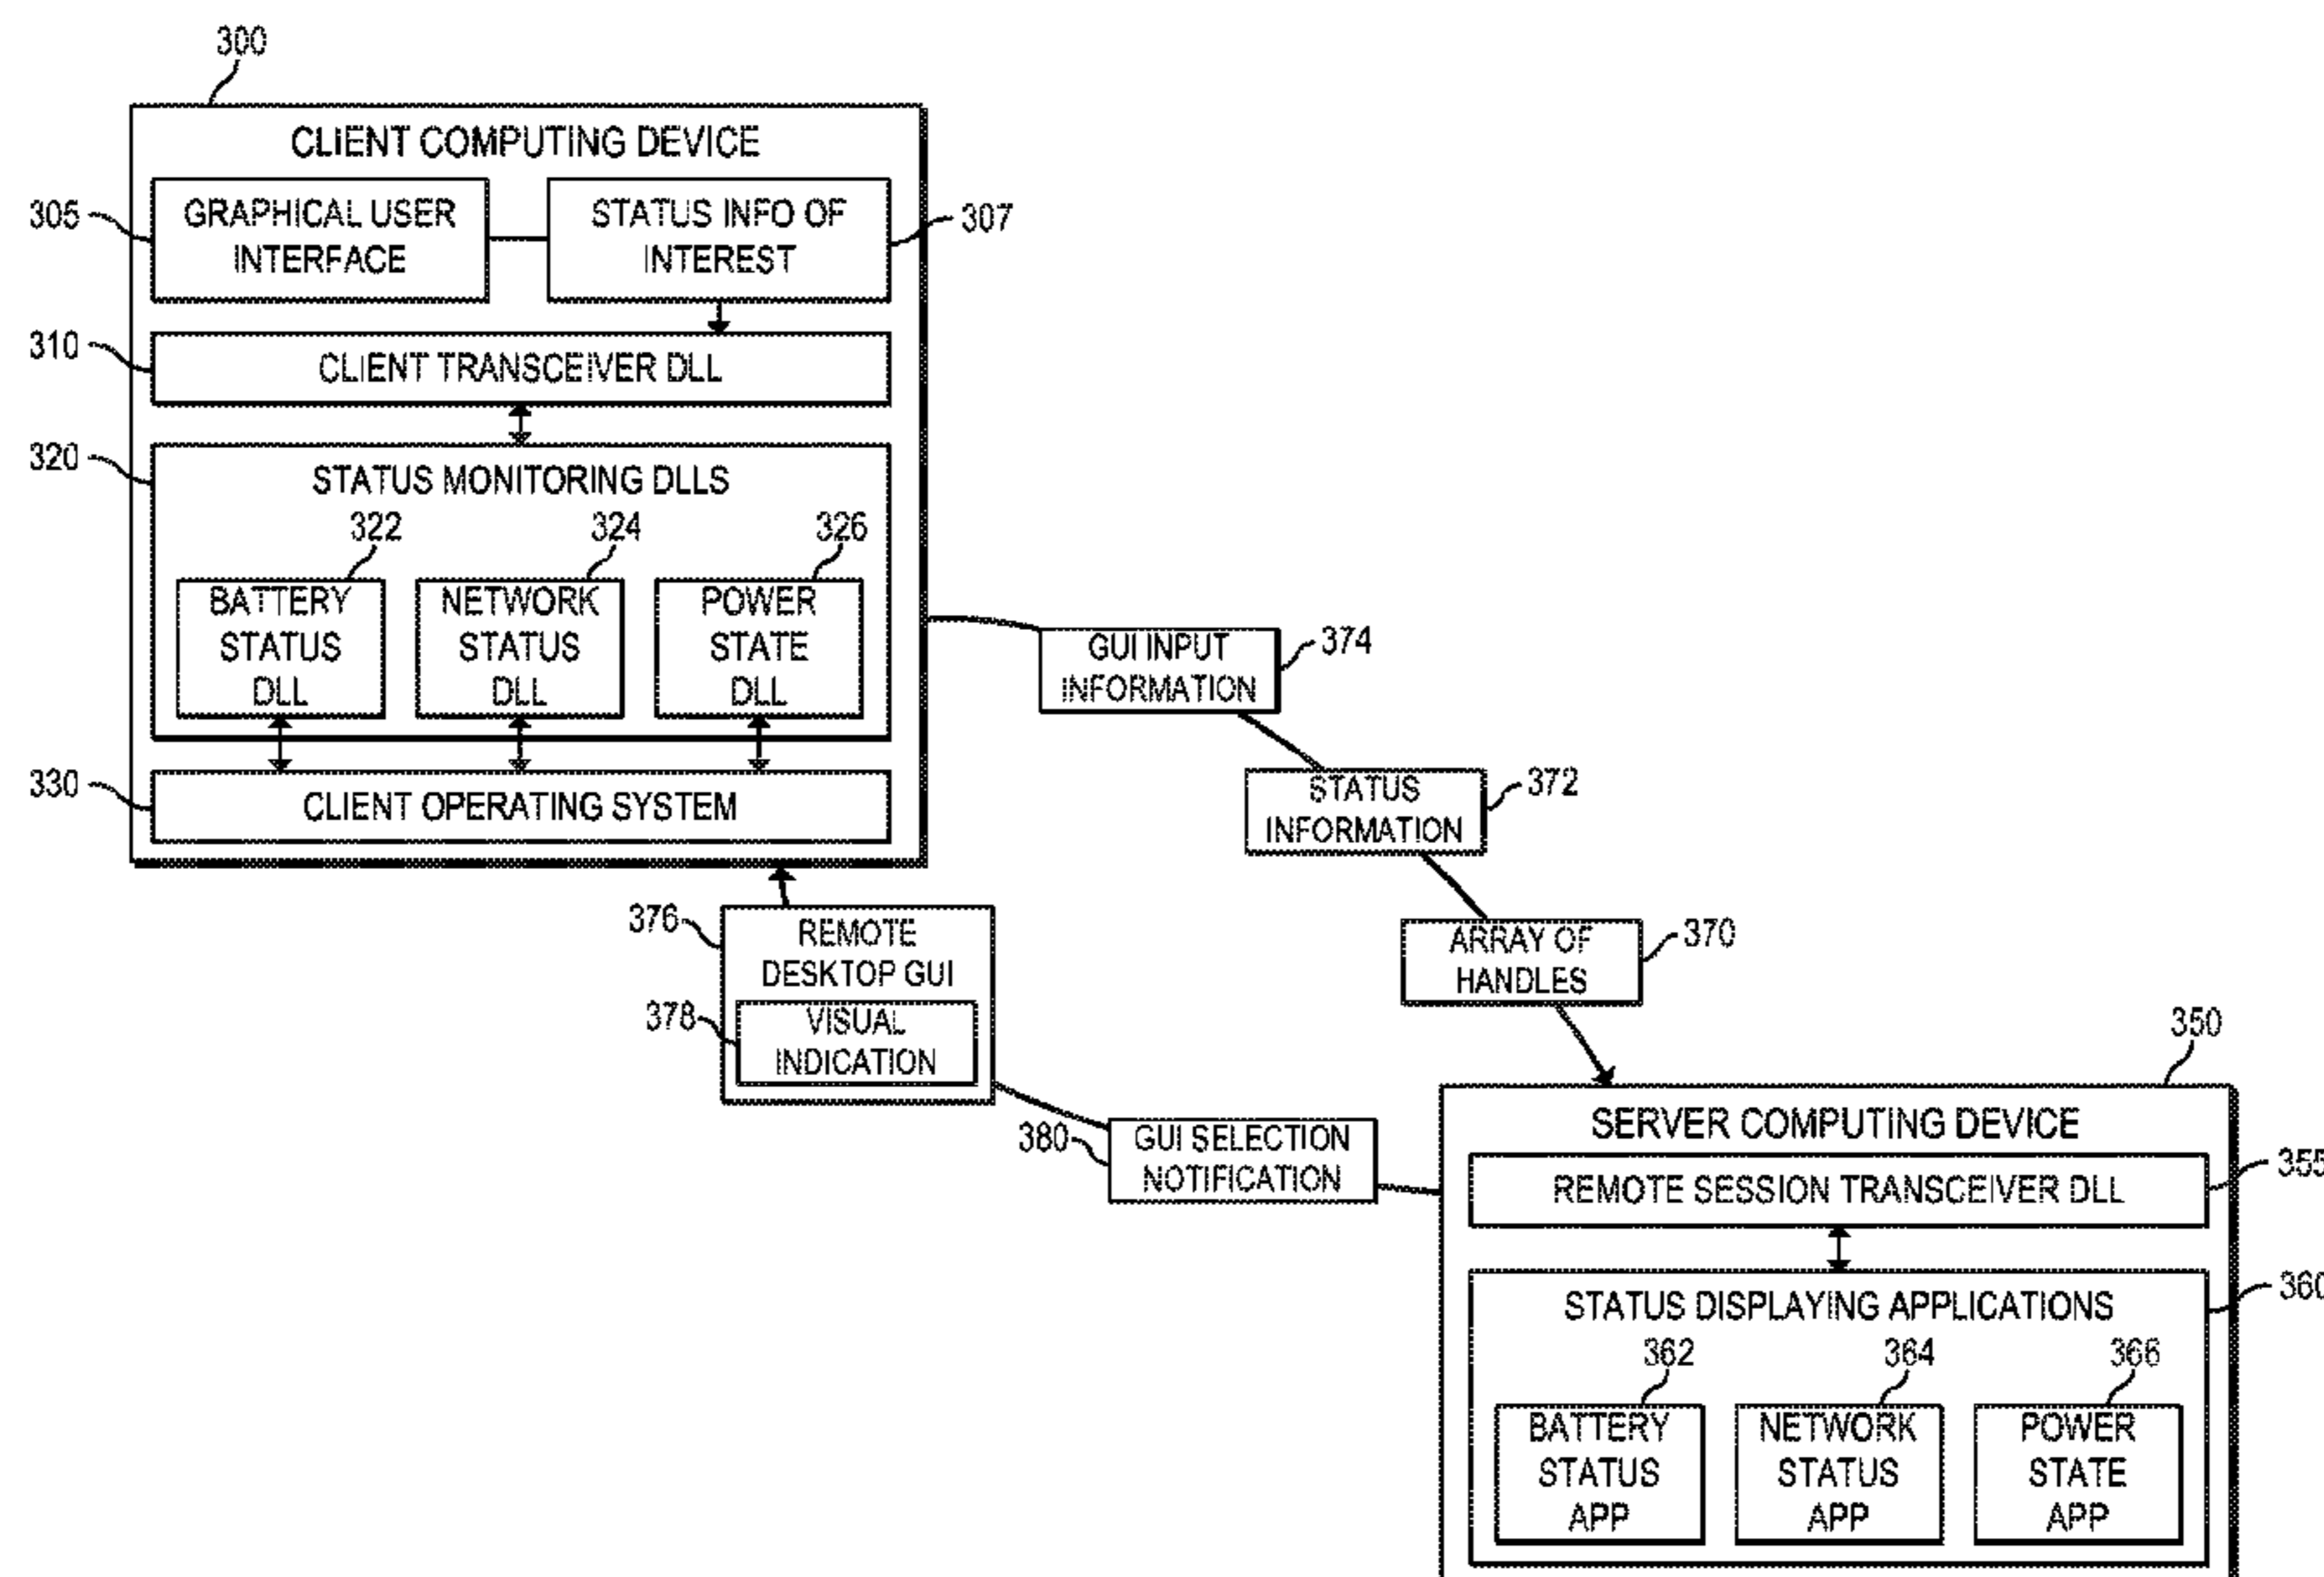 300
CLIENT COMPUTING DEVICE
305
GRAPHICAL USER
INTERFACE
STATUS INFO OF
INTEREST
307
310
CLIENT TRANSCEIVER DLL
320
STATUS MONITORING DLLS
322
324
326
BATTERY
STATUS
DLL
NETWORK
STATUS
DLL
POWER
STATE
DLL
330
CLIENT OPERATING SYSTEM
GUI INPUT
INFORMATION
374
STATUS
INFORMATION
372
ARRAY OF
HANDLES
370
376
REMOTE
DESKTOP GUI
378
VISUAL
INDICATION
380
GUI SELECTION
NOTIFICATION
350
SERVER COMPUTING DEVICE
REMOTE SESSION TRANSCEIVER DLL
355
STATUS DISPLAYING APPLICATIONS
360
362
364
366
BATTERY
STATUS
APP
NETWORK
STATUS
APP
POWER
STATE
APP